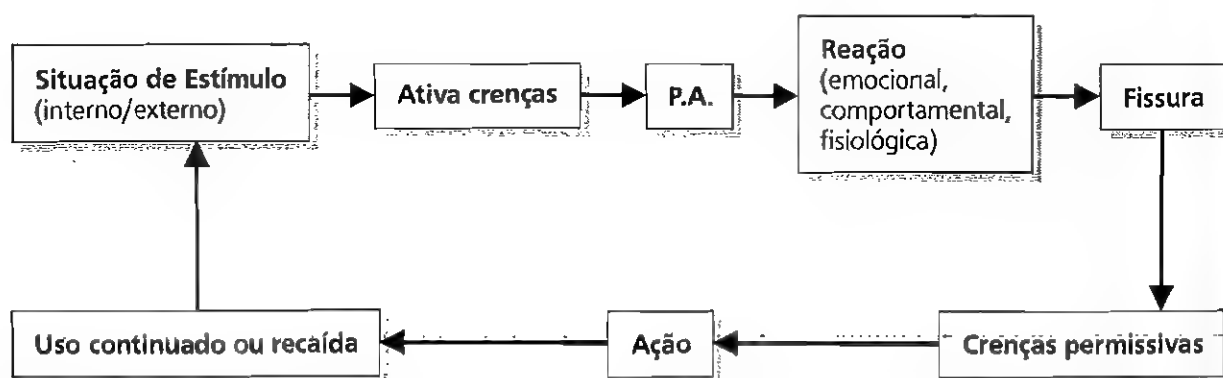 Situação de Estímulo
(interno/externo)
Ativa crenças
P.A.
Reação
(emocional,
comportamental,
fisiológica)
Fissura
Crenças permissivas
Ação
Uso continuado ou recaída